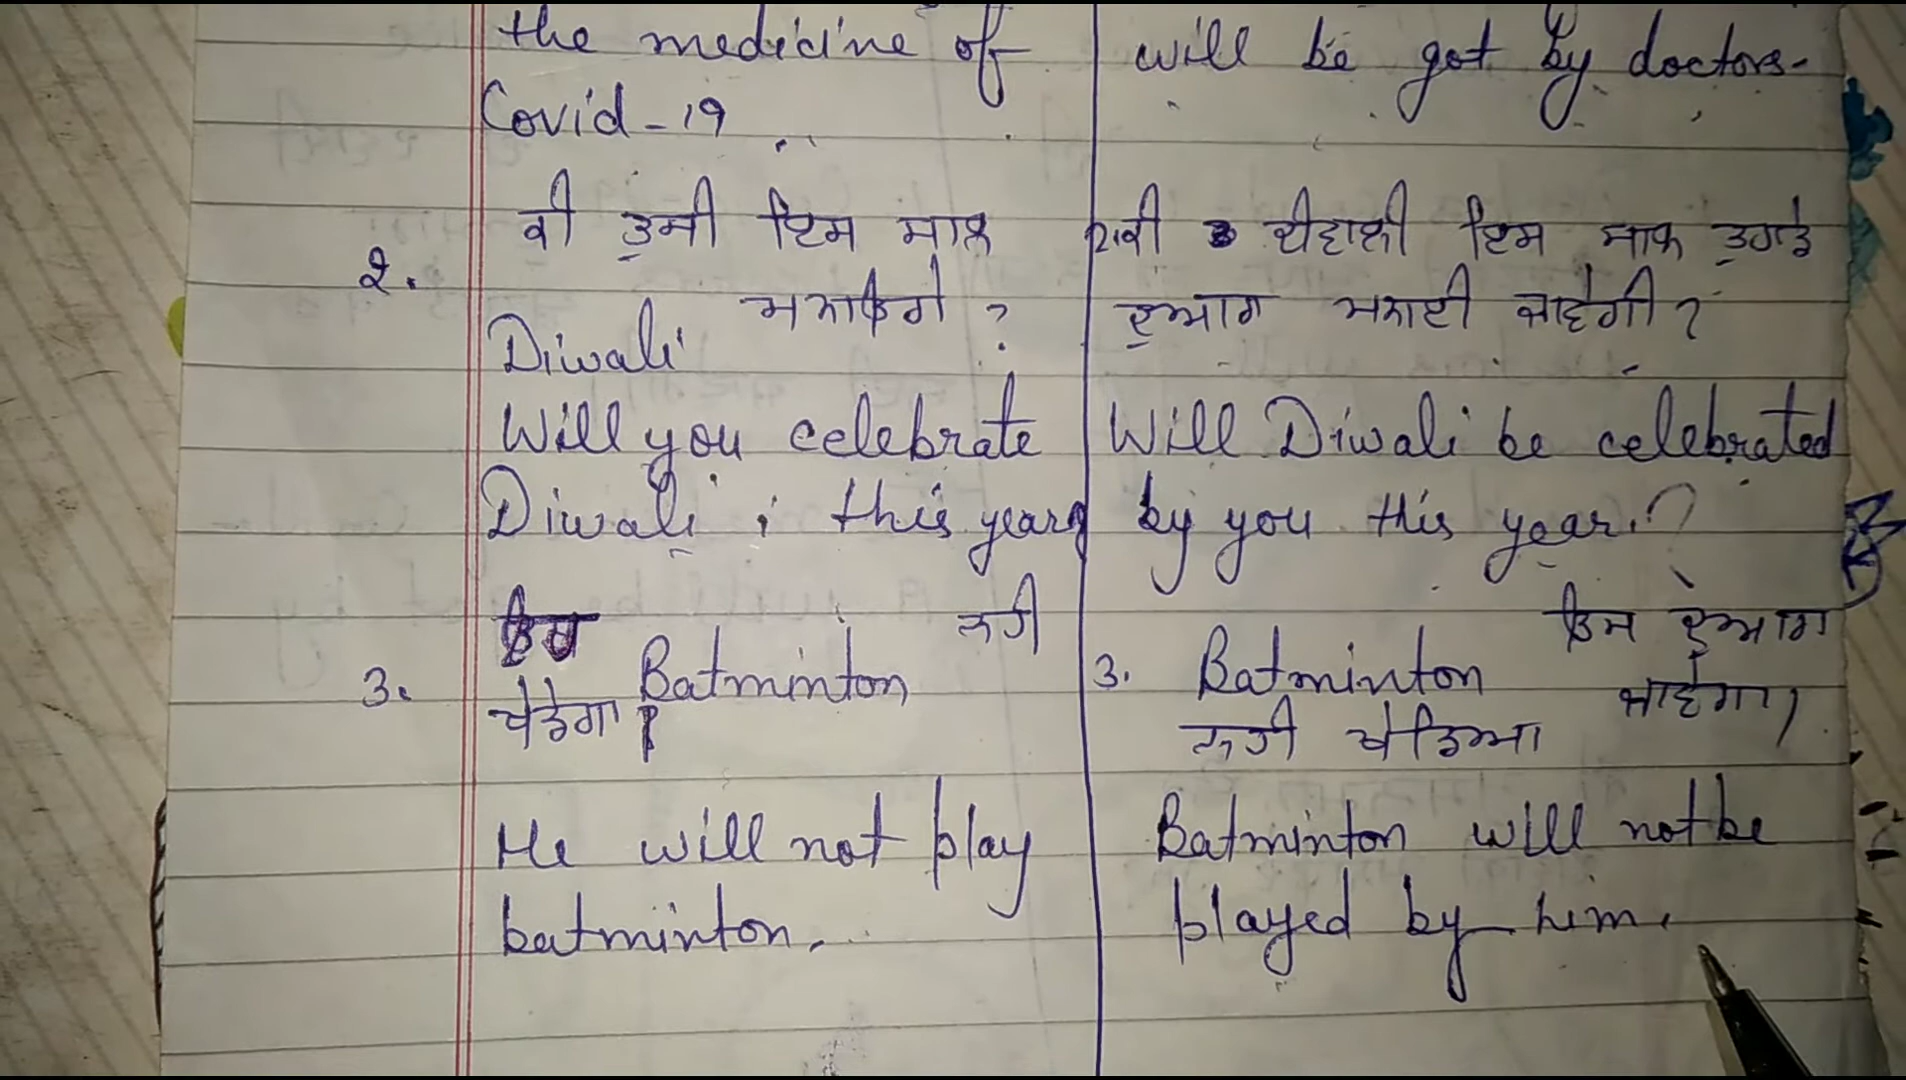 the medicine of
Covid-19
2. ਕੀ ਤੁਸੀ ਇਸ ਸਾਲ
Diwali ਮਨਾਓਗੇ ?
Will you celebrate
Diwali this year
3. Batminton ਨਹੀ
ਖੇਡੇਗਾ
He will not play
batminton.
will be got by doctors.
ਕੀ ਦੀਵਾਲੀ ਇਸ ਸਾਲ ਤੁਹਾਡੇ
ਦੁਆਰਾ ਮਨਾਈ ਜਾਵੇਗੀ ?
Will Diwali be celebrated
by you this year ?
3. Batminton ਉਸ ਦੁਆਰਾ
ਨਹੀ ਖੇਡਿਆ ਜਾਵੇਗਾ।
Batminton will not be
played by him.